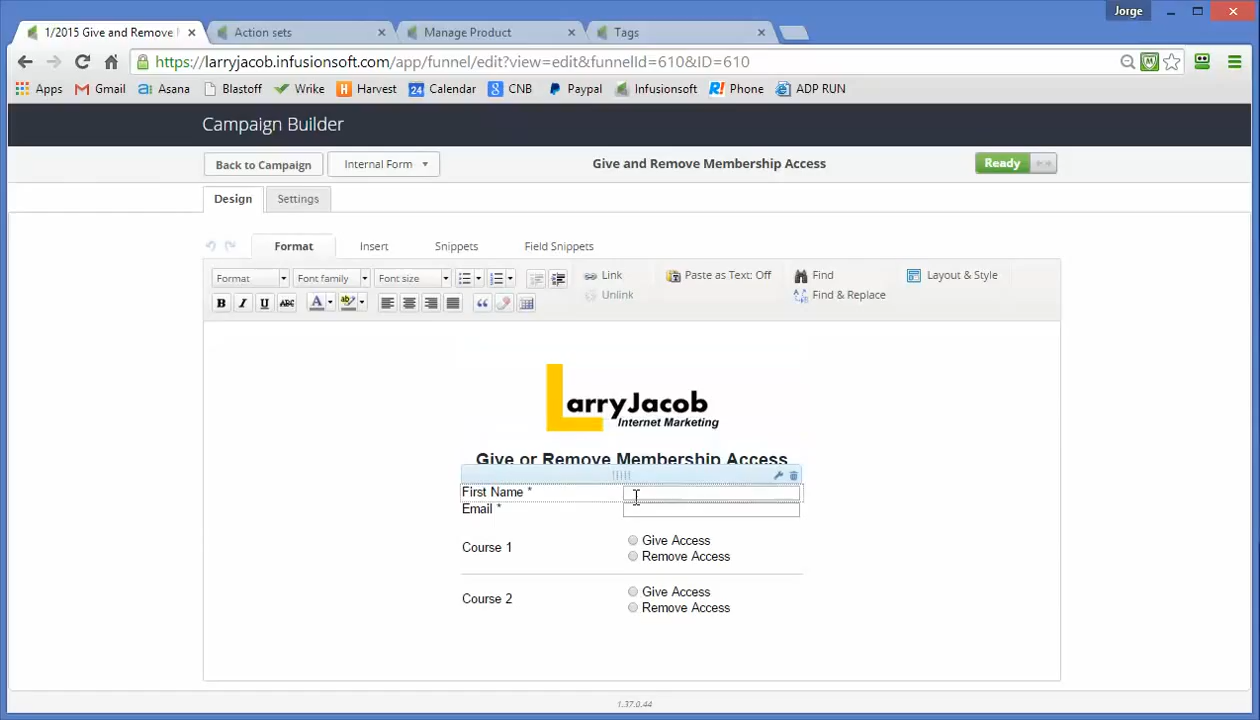 Jorge
1/2015 Give and Remove
Action sets
Manage Product
Tags
https://larryjacob.infusionsoft.com/app/funnel/edit?view=edit&funnelId=610&ID=610
Apps Gmail Asana Blastoff Wrike Harvest 24 Calendar CNB Paypal Infusionsoft R! Phone ADP RUN
Campaign Builder
Back to Campaign Internal Form Give and Remove Membership Access Ready
Design Settings
Format Insert Snippets Field Snippets
Format Font family Font size Link Paste as Text: Off Find Layout & Style
B I U ABC A Unlink Find & Replace
LarryJacob
Internet Marketing
Give or Remove Membership Access
First Name *
Email *
Course 1
Give Access
Remove Access
Course 2
Give Access
Remove Access
1.37.0.44